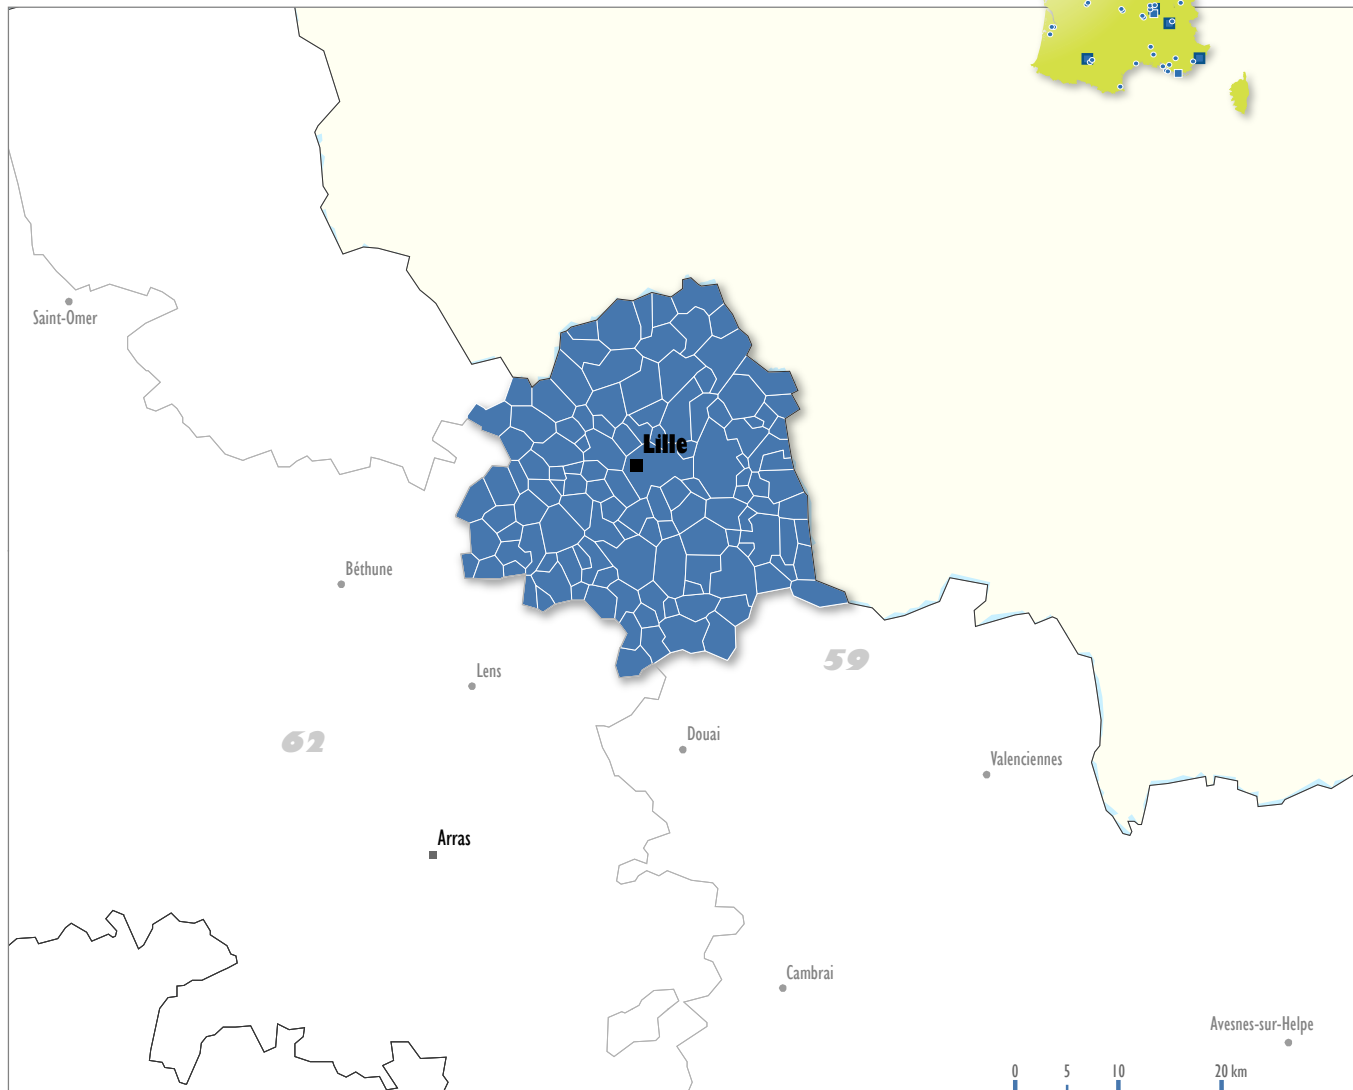 Saint-Omer
Lille
Béthune
59
Lens
62
Douai
Valenciennes
Arras
Cambrai
Avesnes-sur-Helpe
0 5 10 20 km